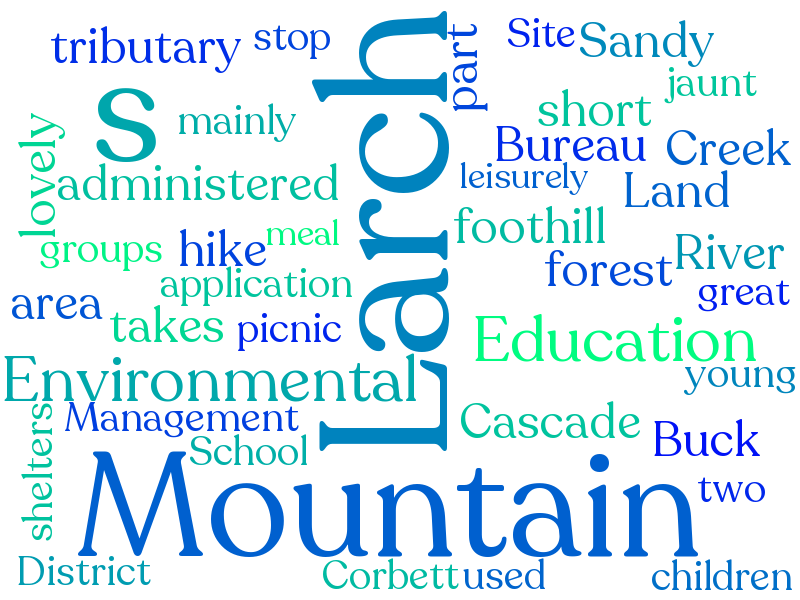 tributary stop
part
Site Sandy
jaunt
s
mainly
short
lovely
Bureau Creek
administered
leisurely Land
Larch
foothill
groups hike meal
River
forest
application
great
area
takes picnic
Education
Environmental
young
Management
Cascade
shelters
School
Buck
Mountain
two
District
Corbett used
children